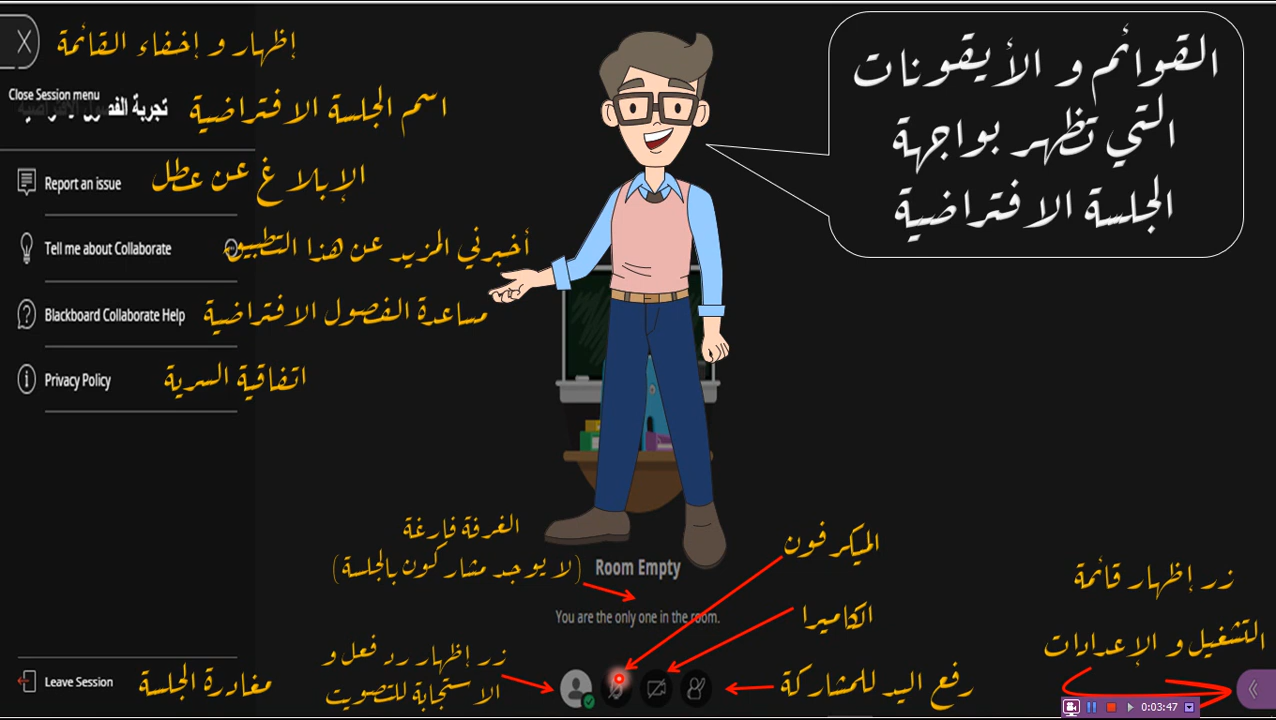 القوائم و الأيقونات
التي تظهر بواجهة
الجلسة الافتراضية
إظهار و إخفاء القائمة
Close Session menu
تجربة الفصول الافتراضية
اسم الجلسة الافتراضية
Report an issue
الإبلاغ عن عطل
Tell me about Collaborate
أخبرني المزيد عن هذا التطبيق
Blackboard Collaborate Help
مساعدة الفصول الافتراضية
Privacy Policy
اتفاقية السرية
الغرفة فارغة
(لا يوجد مشاركون بالجلسة)
Room Empty
You are the only one in the room.
الميكرفون
الكاميرا
زر إظهار قائمة
التشغيل و الإعدادات
زر إظهار رد فعل و
الاستجابة للتصويت
رفع اليد للمشاركة
Leave Session
مغادرة الجلسة
0:03:47